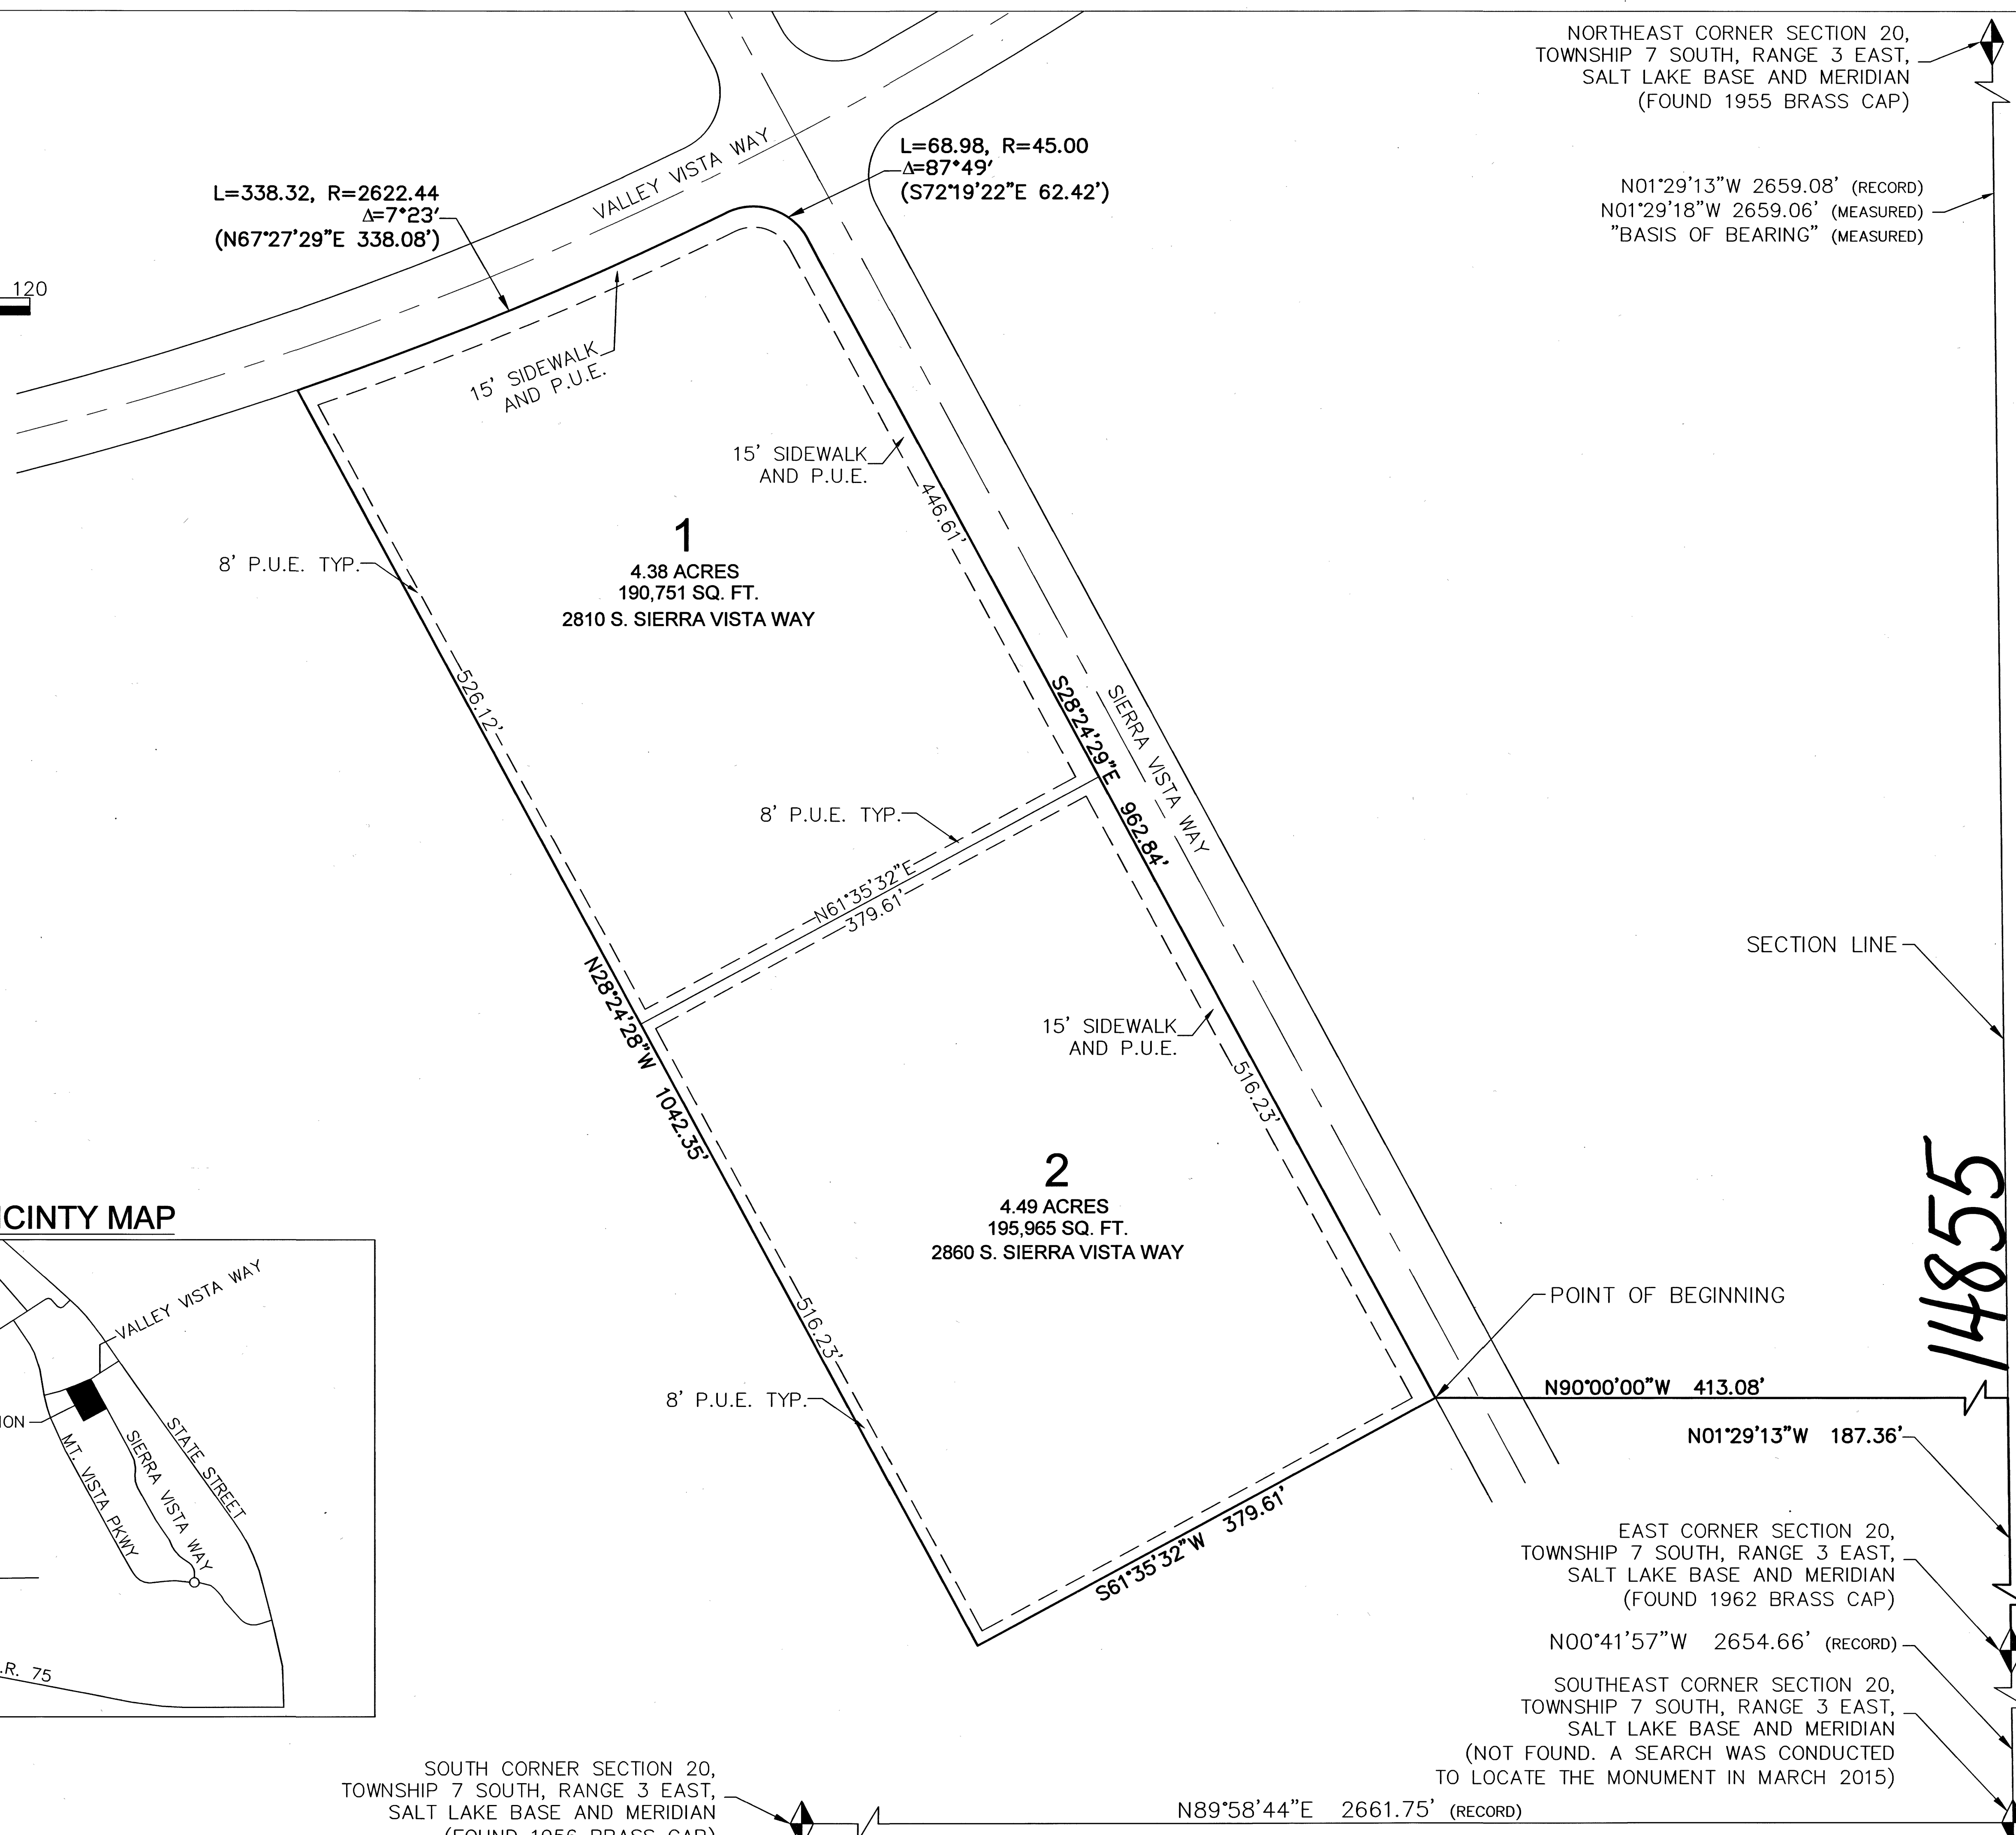 NORTHEAST CORNER SECTION 20,
TOWNSHIP 7 SOUTH, RANGE 3 EAST,
SALT LAKE BASE AND MERIDIAN
(FOUND 1955 BRASS CAP)
L=68.98, R=45.00
Δ=87°49'
(S72°19'22"E 62.42')
VALLEY VISTA WAY
L=338.32, R=2622.44
Δ=7°23'
(N67°27'29"E 338.08')
N01°29'13"W 2659.08' (RECORD)
N01°29'18"W 2659.06' (MEASURED)
"BASIS OF BEARING" (MEASURED)
120
15' SIDEWALK
AND P.U.E.
15' SIDEWALK
AND P.U.E.
446.61'
8' P.U.E. TYP.
1
4.38 ACRES
190,751 SQ. FT.
2810 S. SIERRA VISTA WAY
526.12'
S28°24'29"E 962.84'
SIERRA VISTA WAY
8' P.U.E. TYP.
N61°35'32"E
379.61'
SECTION LINE
N28°24'28"W 1042.35'
15' SIDEWALK
AND P.U.E.
516.23'
2
4.49 ACRES
195,965 SQ. FT.
2860 S. SIERRA VISTA WAY
14855
516.23'
POINT OF BEGINNING
8' P.U.E. TYP.
N90°00'00"W 413.08'
N01°29'13"W 187.36'
S61°35'32"W 379.61'
ICINTY MAP
VALLEY VISTA WAY
ION
MT. VISTA PKWY
SIERRA VISTA WAY
STATE STREET
.R. 75
EAST CORNER SECTION 20,
TOWNSHIP 7 SOUTH, RANGE 3 EAST,
SALT LAKE BASE AND MERIDIAN
(FOUND 1962 BRASS CAP)
N00°41'57"W 2654.66' (RECORD)
SOUTHEAST CORNER SECTION 20,
TOWNSHIP 7 SOUTH, RANGE 3 EAST,
SALT LAKE BASE AND MERIDIAN
(NOT FOUND. A SEARCH WAS CONDUCTED
TO LOCATE THE MONUMENT IN MARCH 2015)
SOUTH CORNER SECTION 20,
TOWNSHIP 7 SOUTH, RANGE 3 EAST,
SALT LAKE BASE AND MERIDIAN
(FOUND 1956 BRASS CAP)
N89°58'44"E 2661.75' (RECORD)